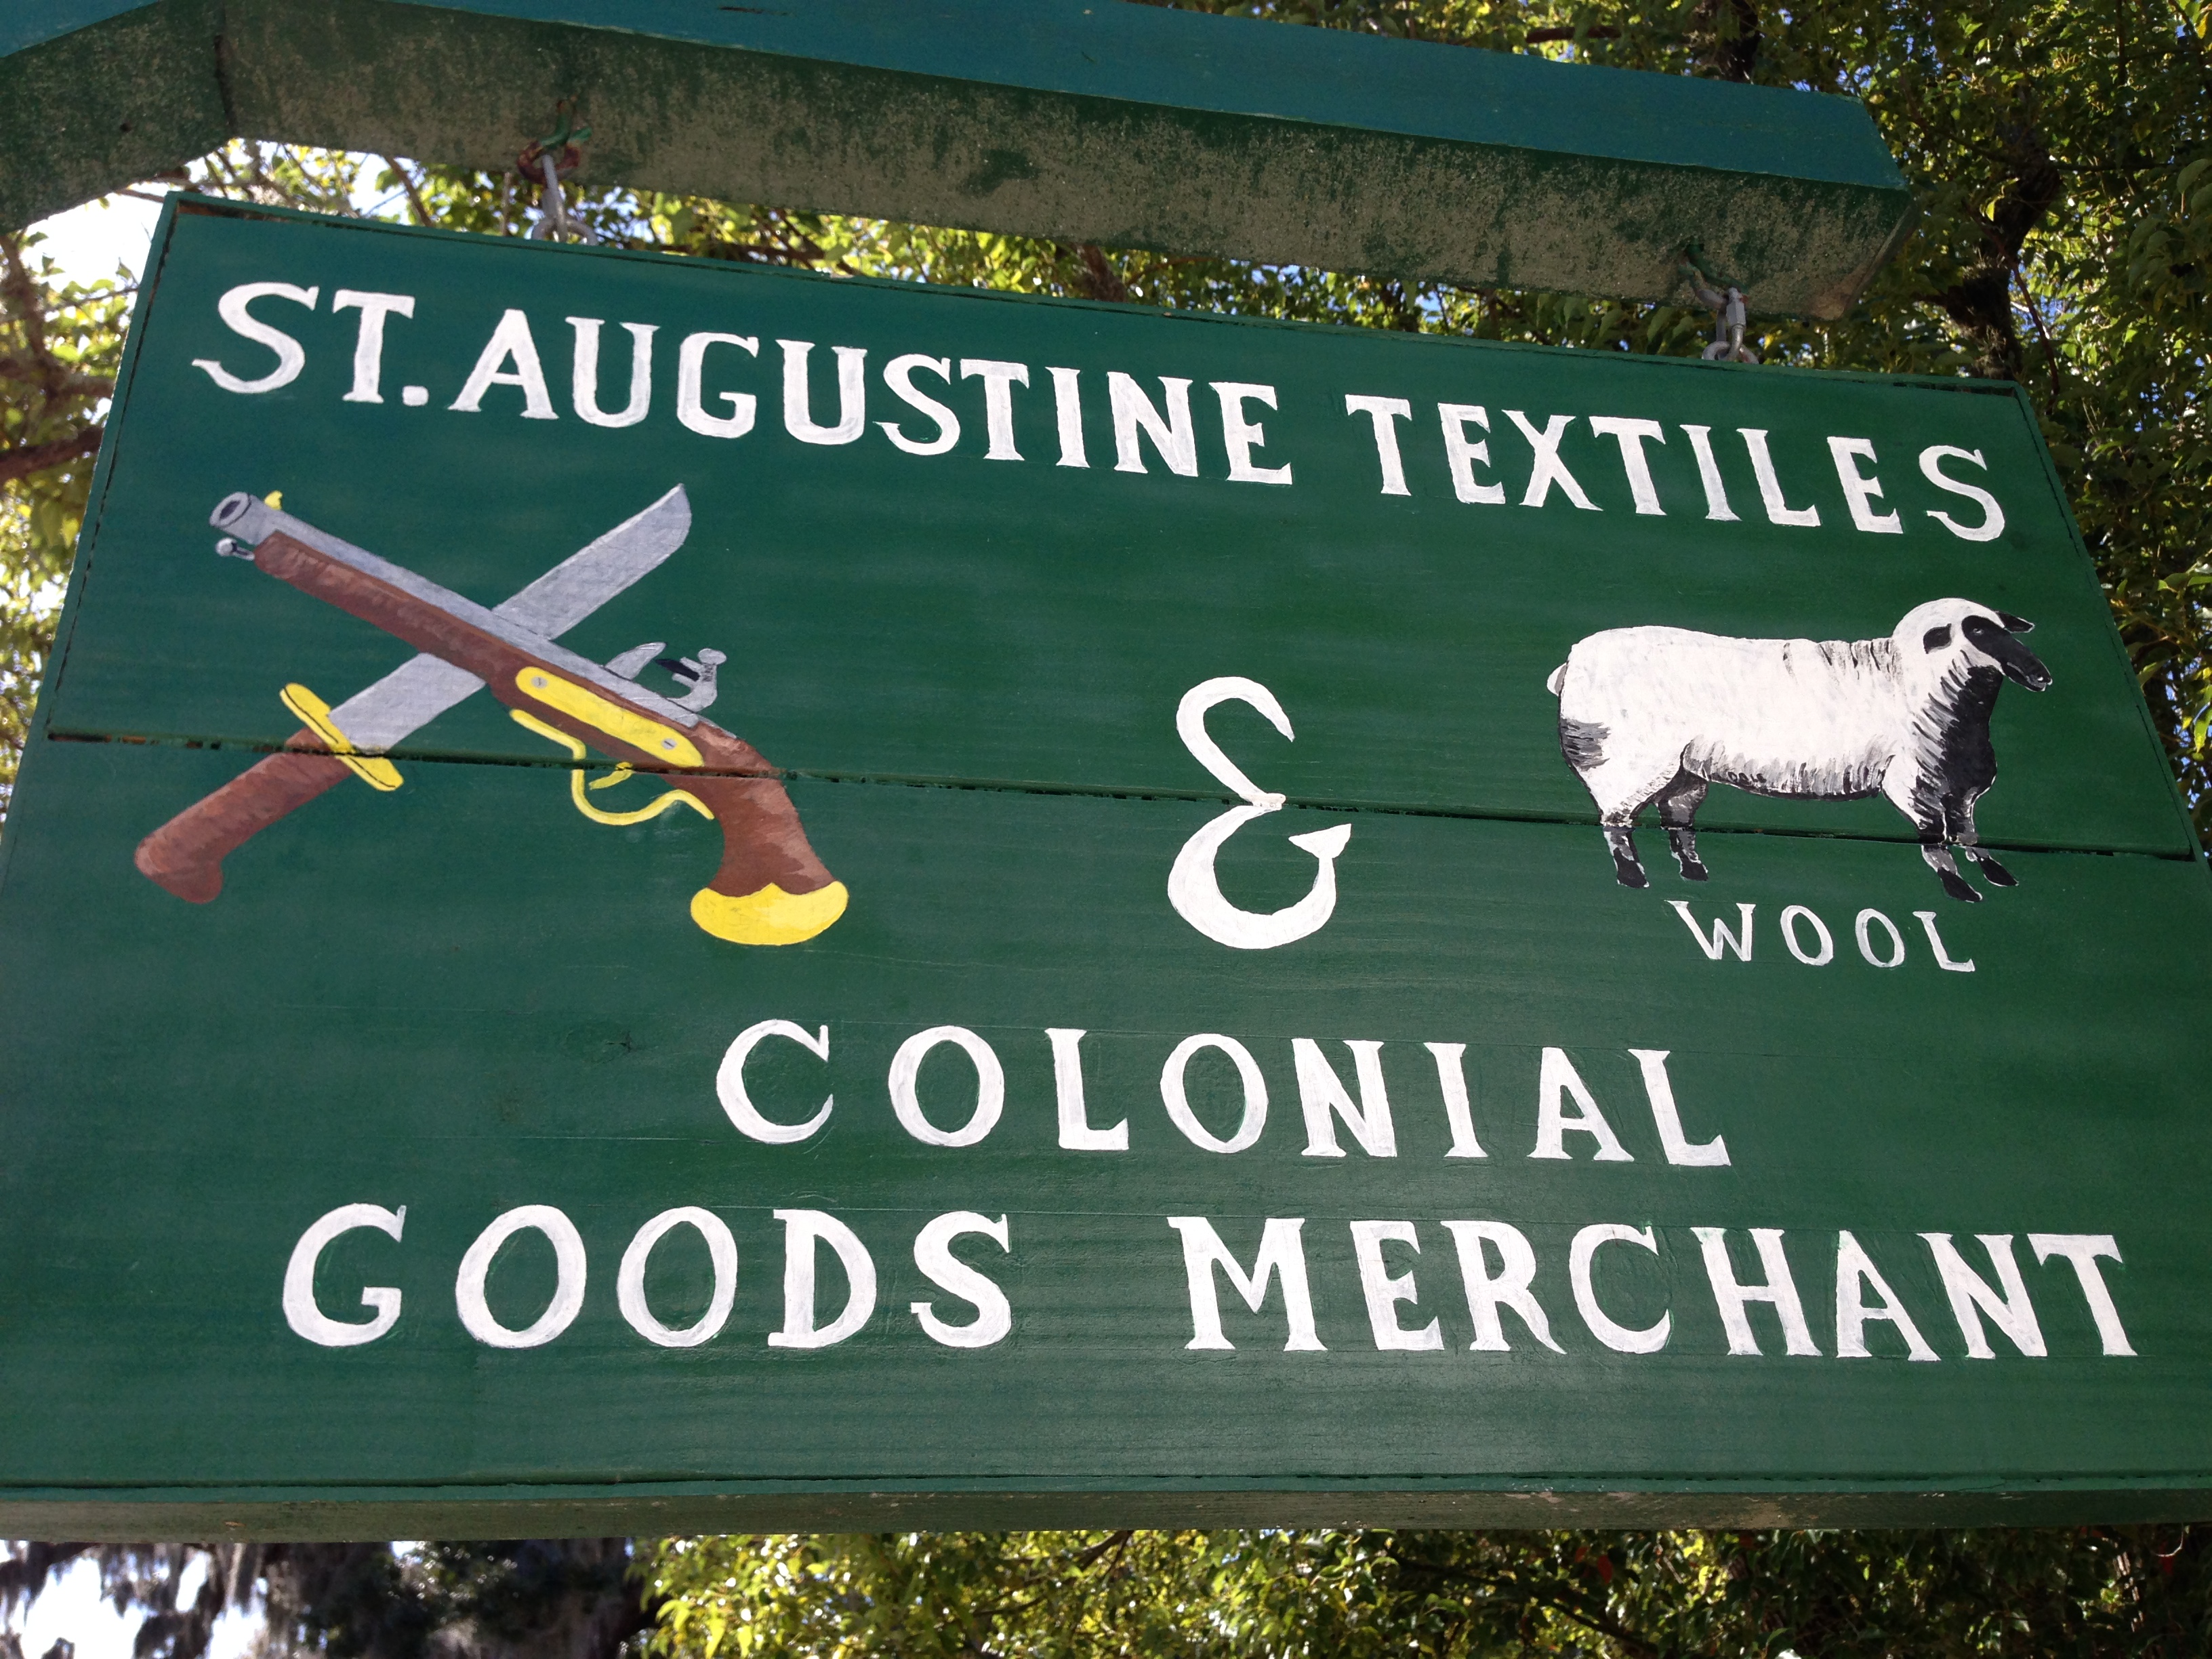 ST. AUGUSTINE TEXTILES
&
WOOL
COLONIAL
GOODS MERCHANT